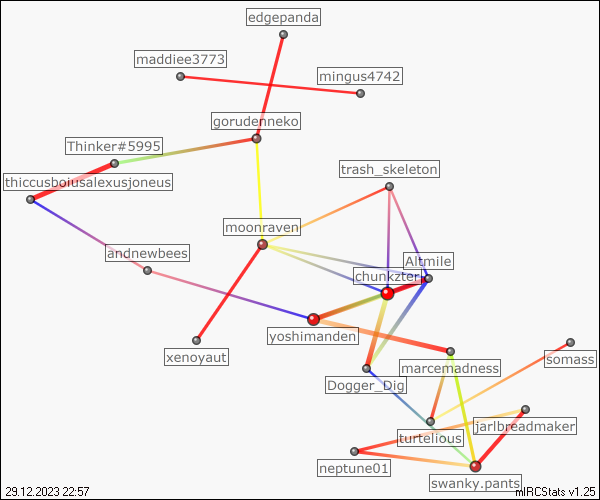 edgepanda
maddiee3773
mingus4742
gorudenneko
Thinker#5995
trash_skeleton
thiccusboiusalexusjoneus
moonraven
andnewbees
Altmile
chunkzter
yoshimanden
xenoyaut
somass
marcemadness
Dogger_Dig
jarlbreadmaker
turtelious
neptune01
swanky.pants
29.12.2023 22:57
mIRCStats v1.25